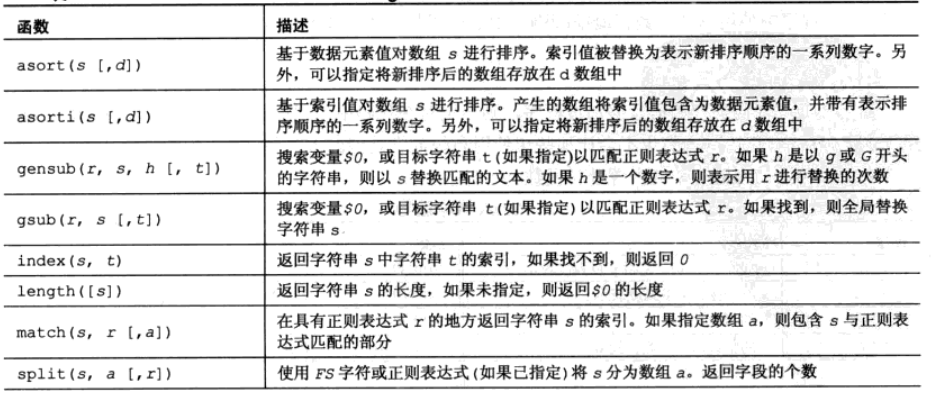 函数 描述
asort(s [,d]) 基于数据元素值对数组 s 进行排序。索引值被替换为表示新排序顺序的一系列数字。另
外，可以指定将新排序后的数组存放在 d 数组中
asorti(s [,d]) 基于索引值对数组 s 进行排序。产生的数组将索引值包含为数据元素值，并带有表示排
序顺序的一系列数字。另外，可以指定将新排序后的数组存放在 d 数组中
gensub(r, s, h [, t]) 搜索变量$0，或目标字符串 t(如果指定)以匹配正则表达式 r。如果 h 是以 g 或 G 开头
的字符串，则以 s 替换匹配的文本。如果 h 是一个数字，则表示用 r 进行替换的次数
gsub(r, s [,t]) 搜索变量$0，或目标字符串 t(如果指定)以匹配正则表达式 r。如果找到，则全局替换
字符串 s
index(s, t) 返回字符串 s 中字符串 t 的索引，如果找不到，则返回 0
length([s]) 返回字符串 s 的长度，如果未指定，则返回$0 的长度
match(s, r [,a]) 在具有正则表达式 r 的地方返回字符串 s 的索引。如果指定数组 a，则包含 s 与正则表
达式匹配的部分
split(s, a [,r]) 使用 FS 字符或正则表达式(如果已指定)将 s 分为数组 a。返回字段的个数